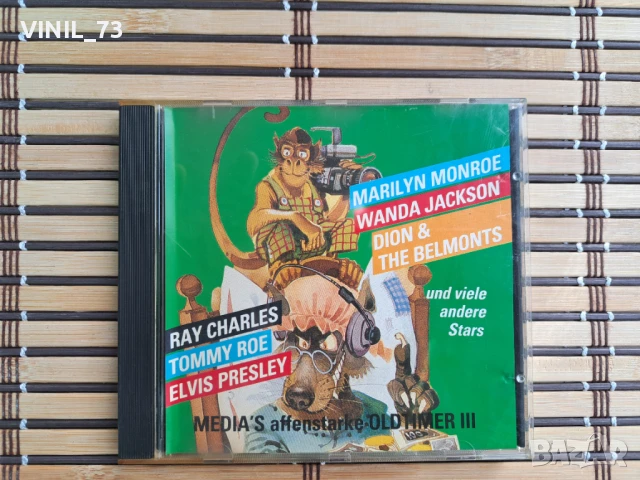 VINIL_73
MARILYN MONROE
WANDA JACKSON
DION &
THE BELMONTS
und viele
andere
Stars
RAY CHARLES
TOMMY ROE
ELVIS PRESLEY
MEDIA'S affenstarke OLDTIMER III
BAZAR